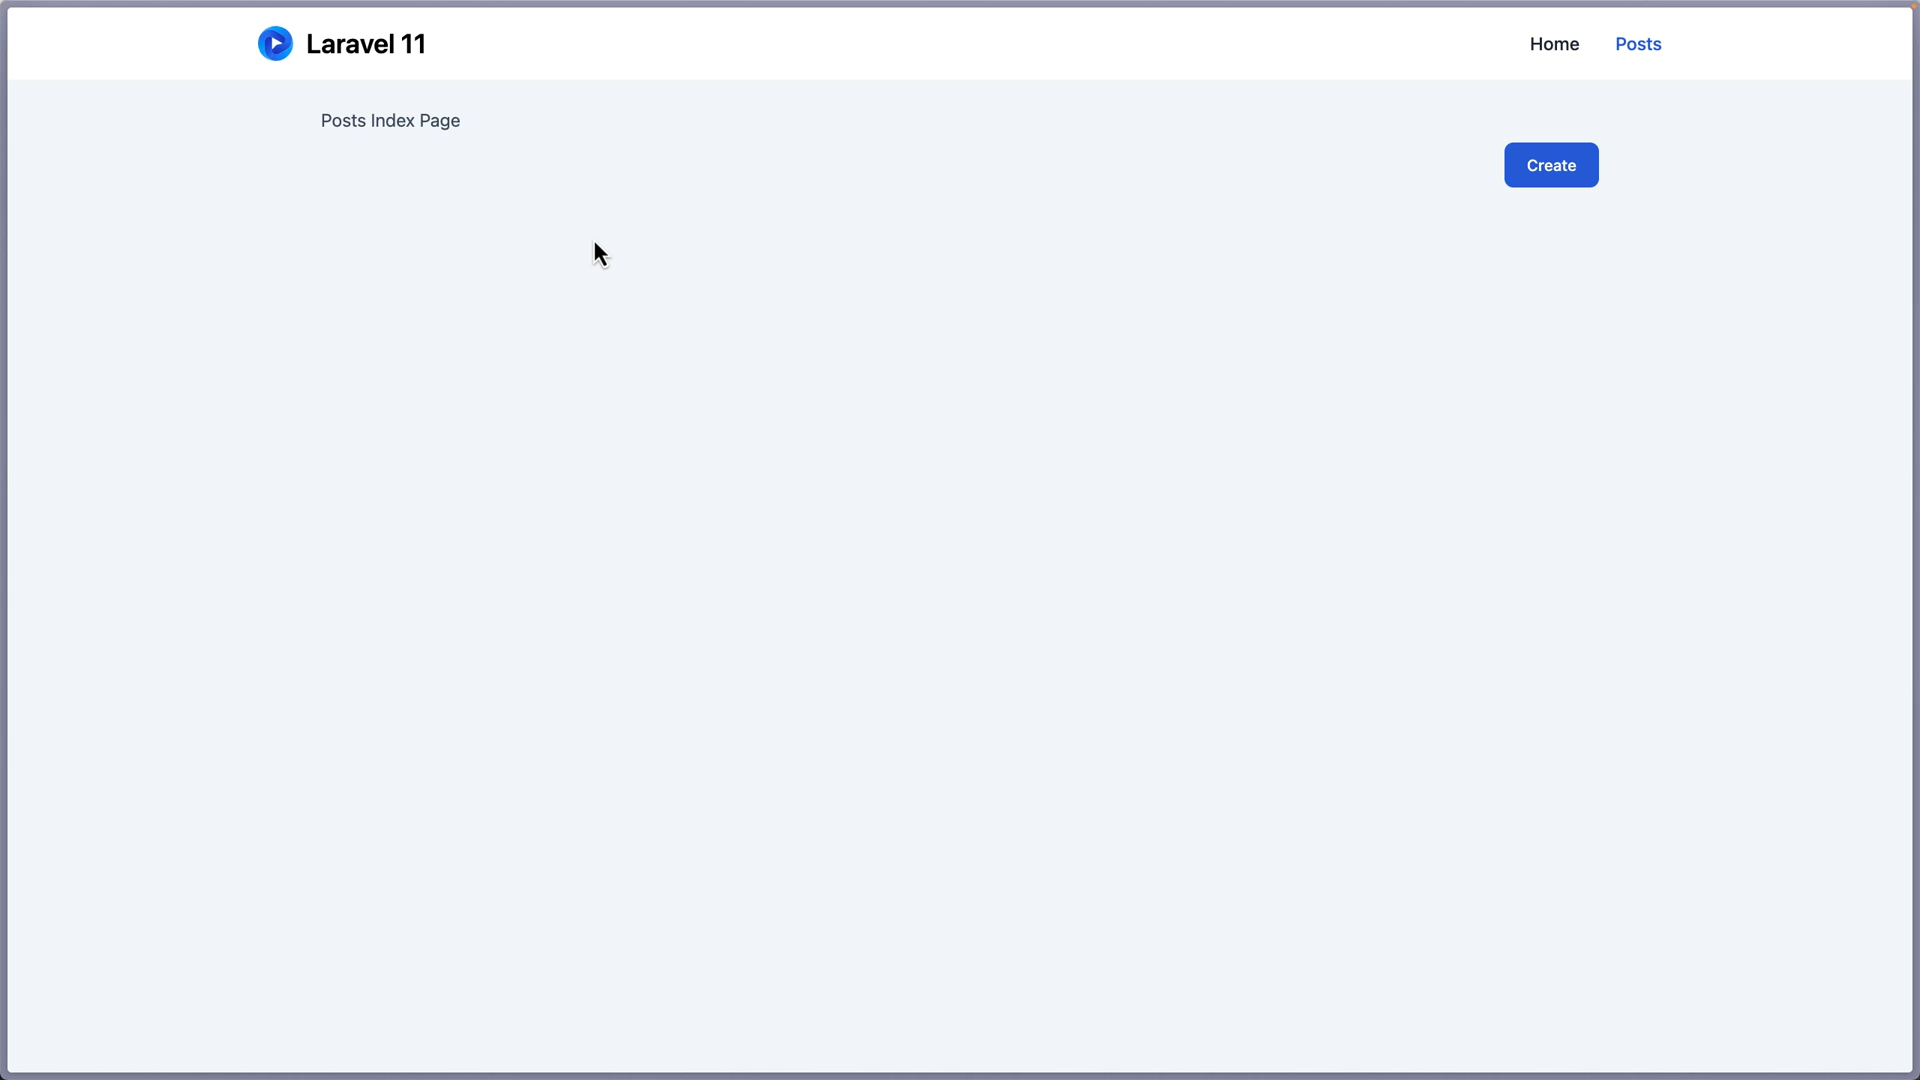 Laravel 11
Home
Posts
Posts Index Page
Create